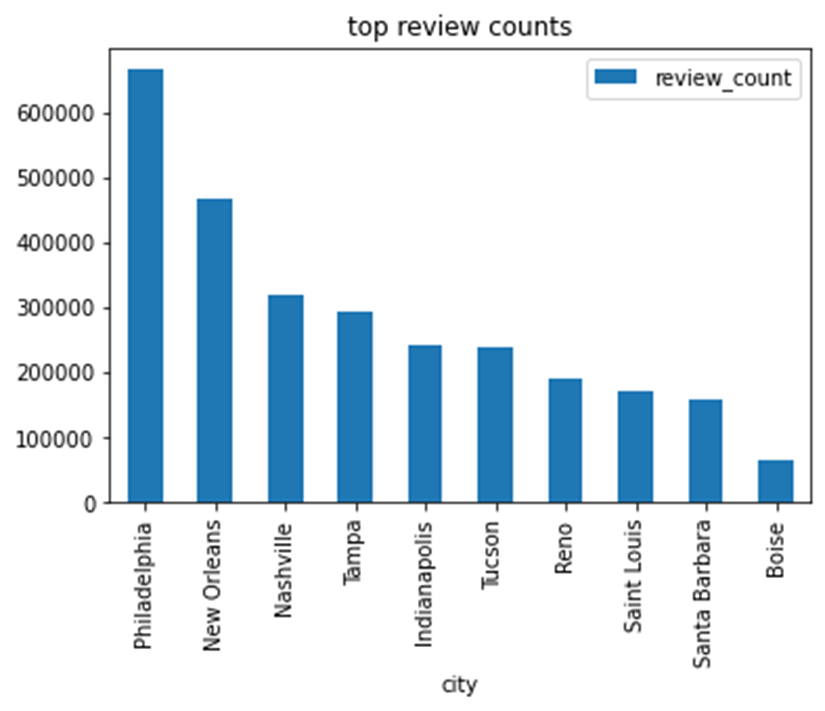 top review counts
review_count
600000
500000
400000
300000
200000
100000
0
Philadelphia
New Orleans
Nashville
Tampa
Indianapolis
Tucson
Reno
Saint Louis
Santa Barbara
Boise
city